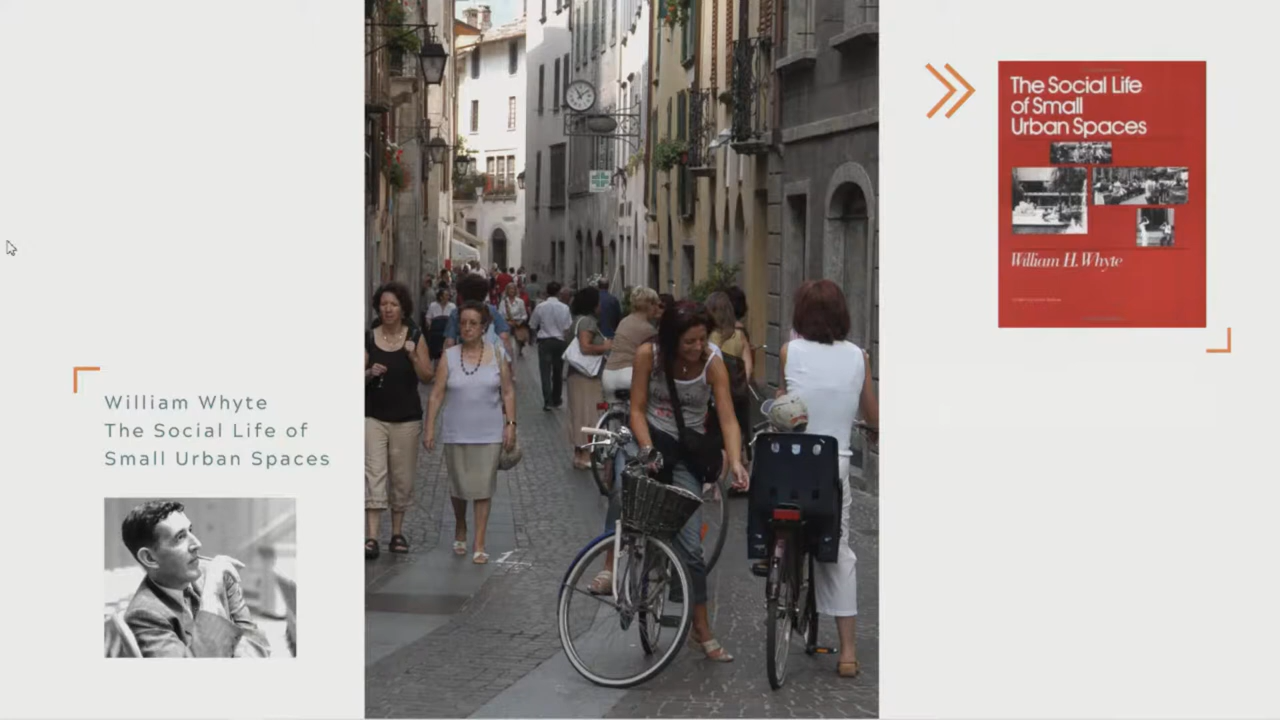 The Social Life
of Small
Urban Spaces
William H. Whyte
William Whyte
The Social Life of
Small Urban Spaces